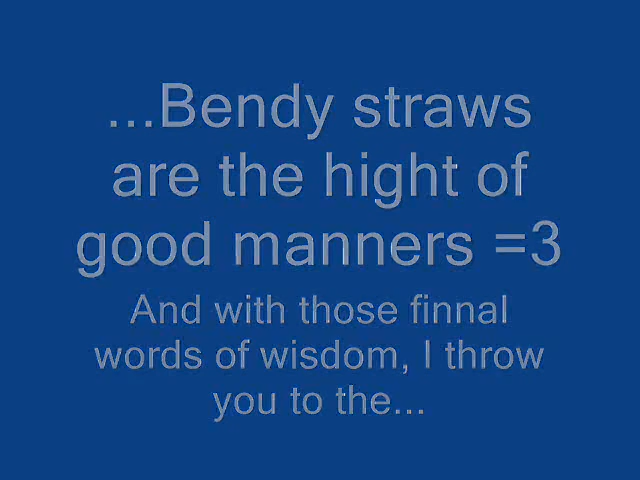 ...Bendy straws
are the hight of
good manners =3
And with those finnal
words of wisdom, I throw
you to the...